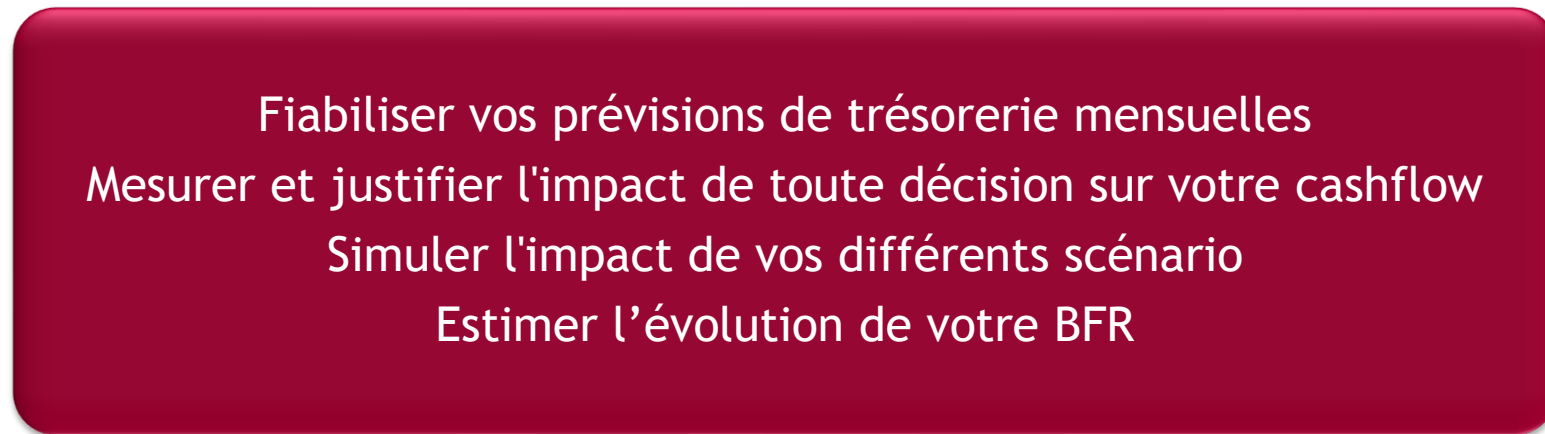 Fiabiliser vos prévisions de trésorerie mensuelles
Mesurer et justifier l'impact de toute décision sur votre cashflow
Simuler l'impact de vos différents scénario
Estimer l’évolution de votre BFR